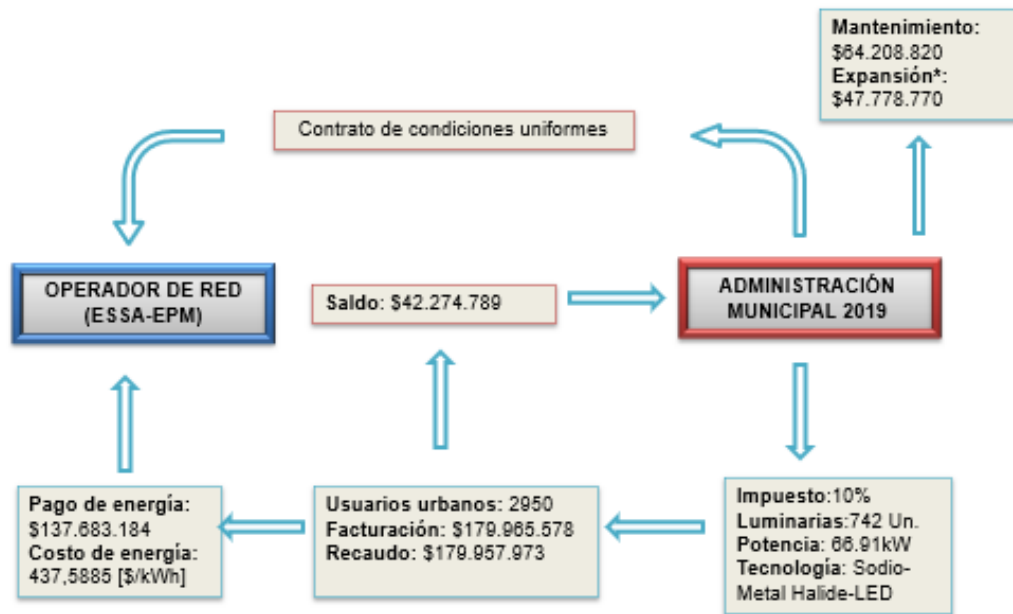 Mantenimiento:
$64.208.820
Expansión*:
$47.778.770
Contrato de condiciones uniformes
OPERADOR DE RED
(ESSA-EPM)
Saldo: $42.274.789
ADMINISTRACIÓN
MUNICIPAL 2019
Pago de energía:
$137.683.184
Costo de energía:
437,5885 [$/kWh]
Usuarios urbanos: 2950
Facturación: $179.965.578
Recaudo: $179.957.973
Impuesto:10%
Luminarias:742 Un.
Potencia: 66.91kW
Tecnología: Sodio-
Metal Halide-LED